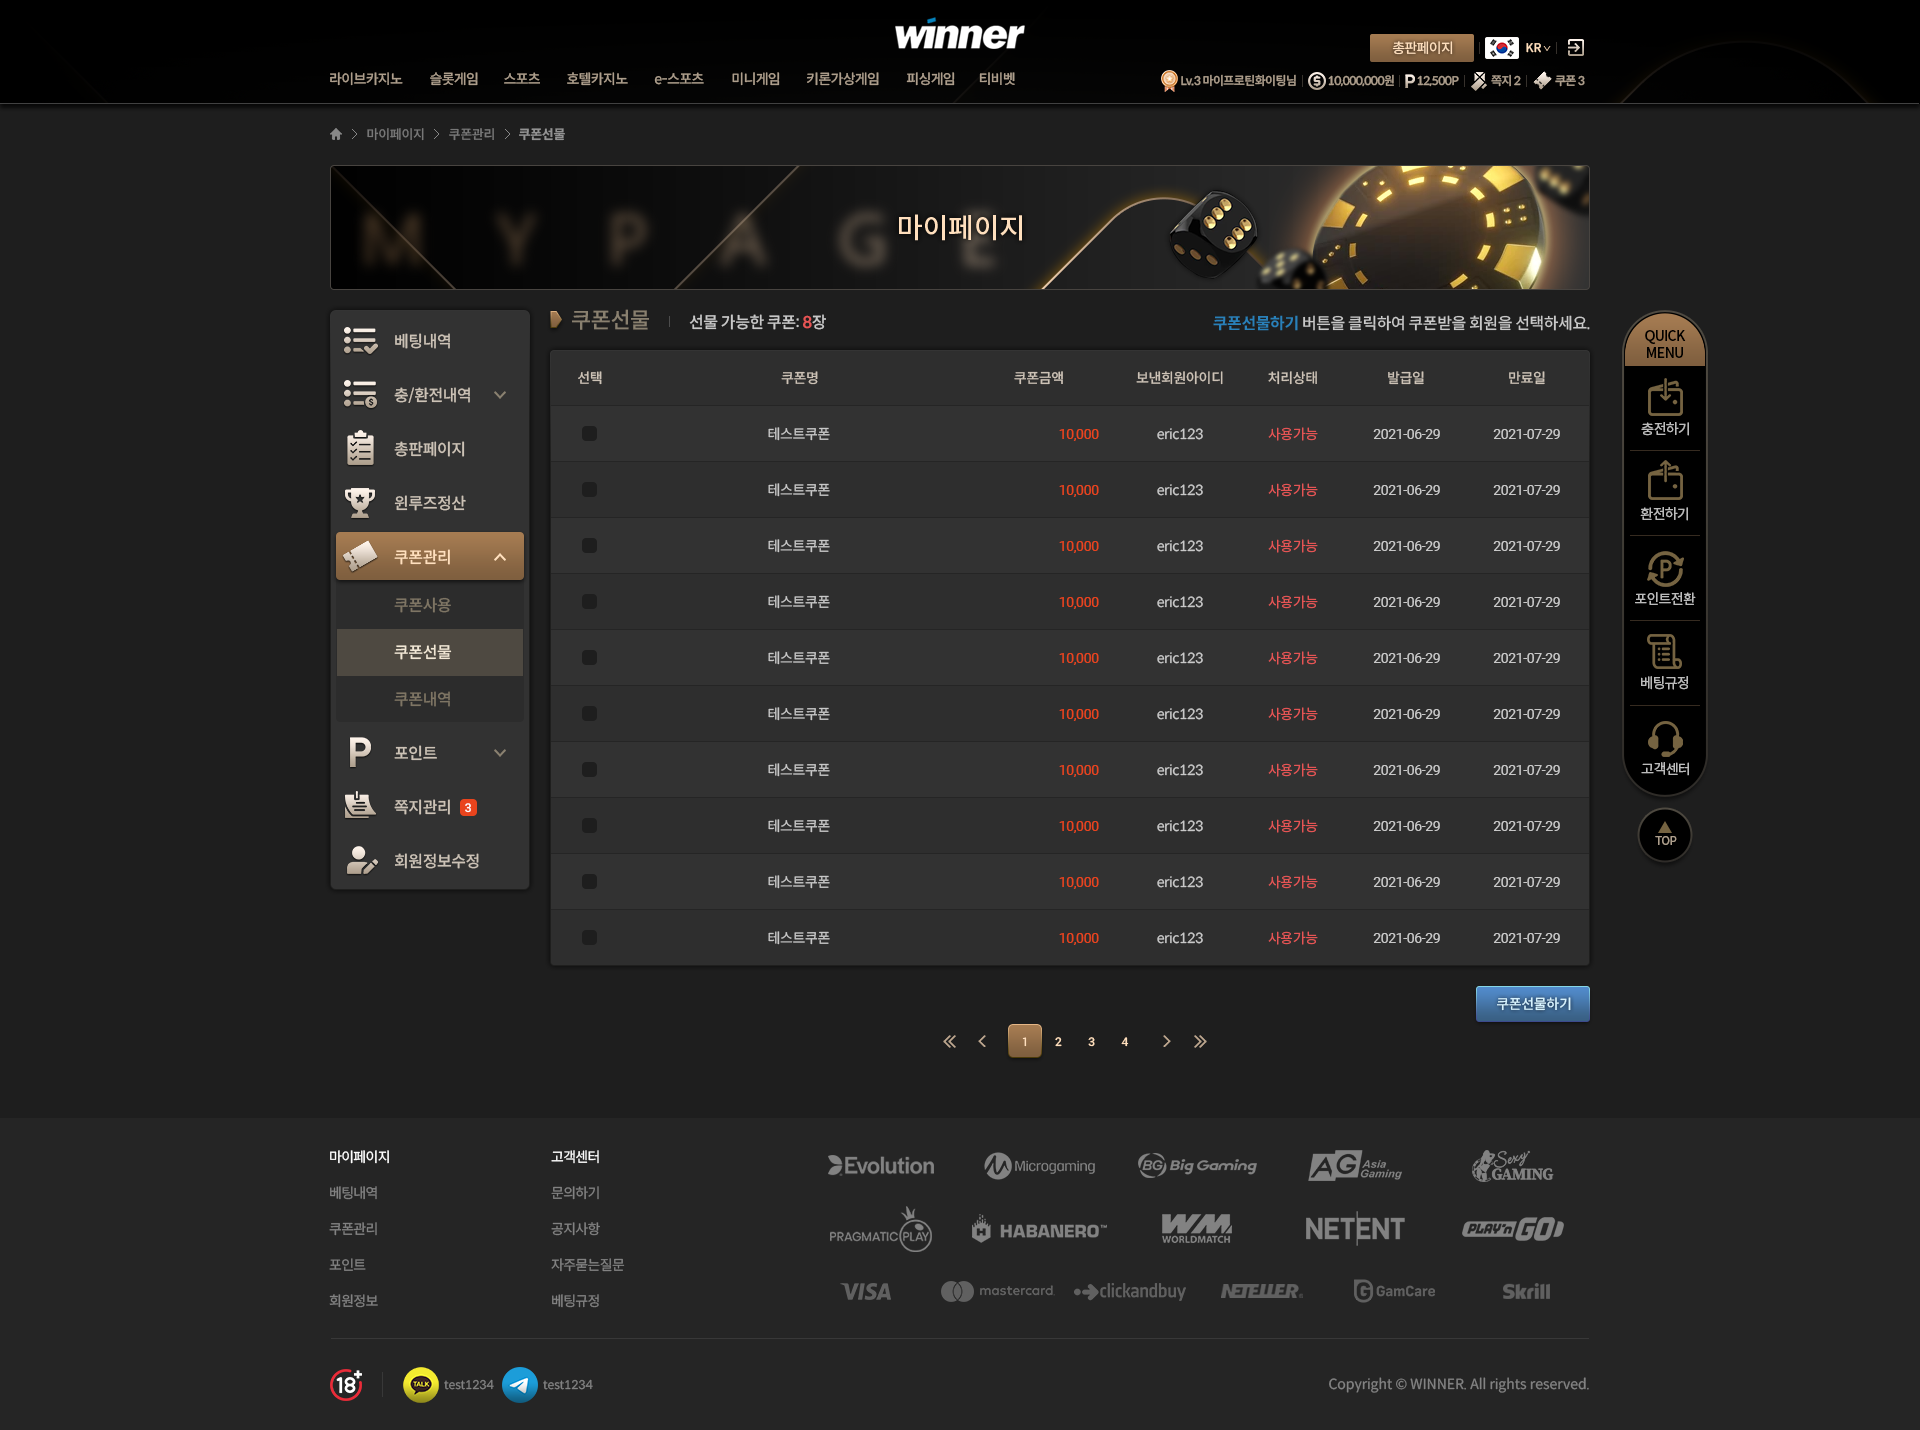 winner
총판페이지 KR
라이브카지노 슬롯게임 스포츠 호텔카지노 e-스포츠 미니게임 키론가상게임 피싱게임 티비벳
Lv.3 마이프로틴화이팅님 10,000,000원 P 12,500P 쪽지 2 쿠폰 3
마이페이지 쿠폰관리 쿠폰선물
MYPAGE
마이페이지
쿠폰선물 선물 가능한 쿠폰: 8장 쿠폰선물하기 버튼을 클릭하여 쿠폰받을 회원을 선택하세요.
베팅내역
충/환전내역
총판페이지
윈루즈정산
쿠폰관리
쿠폰사용
쿠폰선물
쿠폰내역
P 포인트
쪽지관리 3
회원정보수정
선택 쿠폰명 쿠폰금액 보낸회원아이디 처리상태 발급일 만료일
테스트쿠폰 10,000 eric123 사용가능 2021-06-29 2021-07-29
테스트쿠폰 10,000 eric123 사용가능 2021-06-29 2021-07-29
테스트쿠폰 10,000 eric123 사용가능 2021-06-29 2021-07-29
테스트쿠폰 10,000 eric123 사용가능 2021-06-29 2021-07-29
테스트쿠폰 10,000 eric123 사용가능 2021-06-29 2021-07-29
테스트쿠폰 10,000 eric123 사용가능 2021-06-29 2021-07-29
테스트쿠폰 10,000 eric123 사용가능 2021-06-29 2021-07-29
테스트쿠폰 10,000 eric123 사용가능 2021-06-29 2021-07-29
테스트쿠폰 10,000 eric123 사용가능 2021-06-29 2021-07-29
테스트쿠폰 10,000 eric123 사용가능 2021-06-29 2021-07-29
쿠폰선물하기
1 2 3 4
QUICK
MENU
충전하기
환전하기
P
포인트전환
베팅규정
고객센터
TOP
마이페이지
베팅내역
쿠폰관리
포인트
회원정보
고객센터
문의하기
공지사항
자주묻는질문
베팅규정
Evolution Microgaming BG Big Gaming AG Asia Gaming Sexy GAMING
PRAGMATIC PLAY HABANERO™ WM WORLDMATCH NETENT PLAY'n GO
VISA mastercard clickandbuy NETELLER GamCare Skrill
18+ TALK test1234 test1234
Copyright © WINNER. All rights reserved.